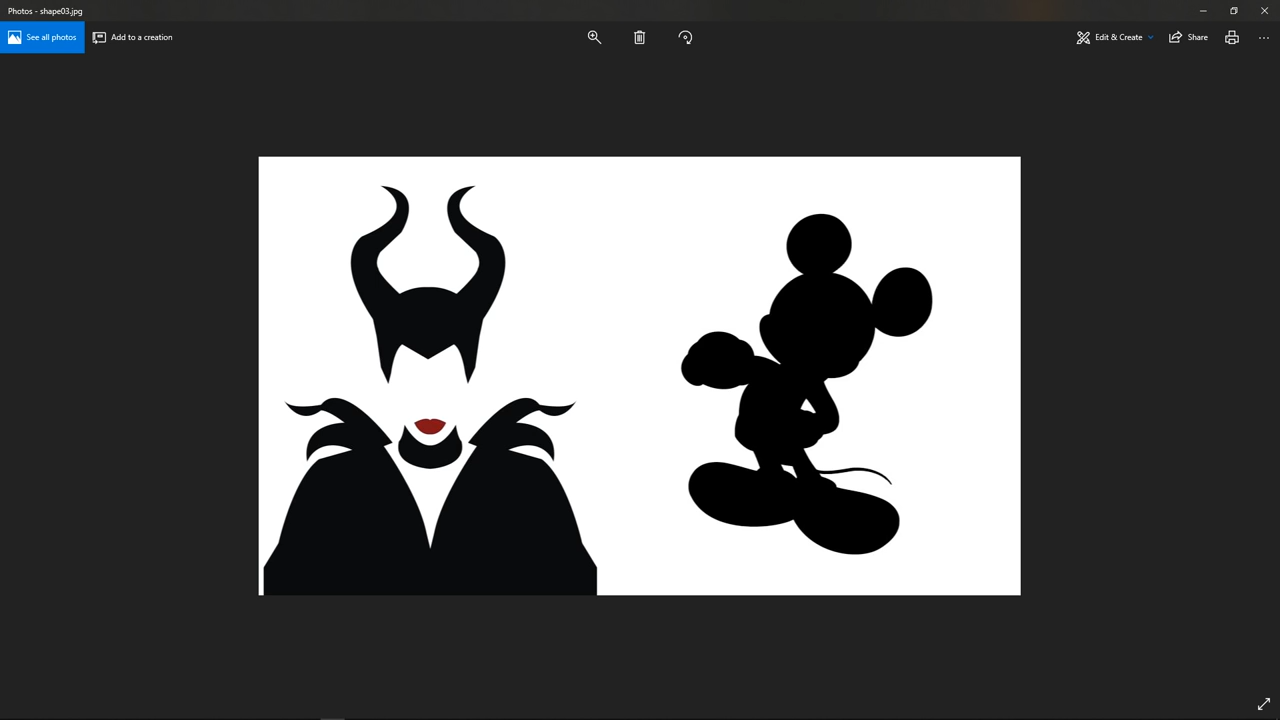 Photos - shape03.jpg
See all photos
Add to a creation
Edit & Create
Share